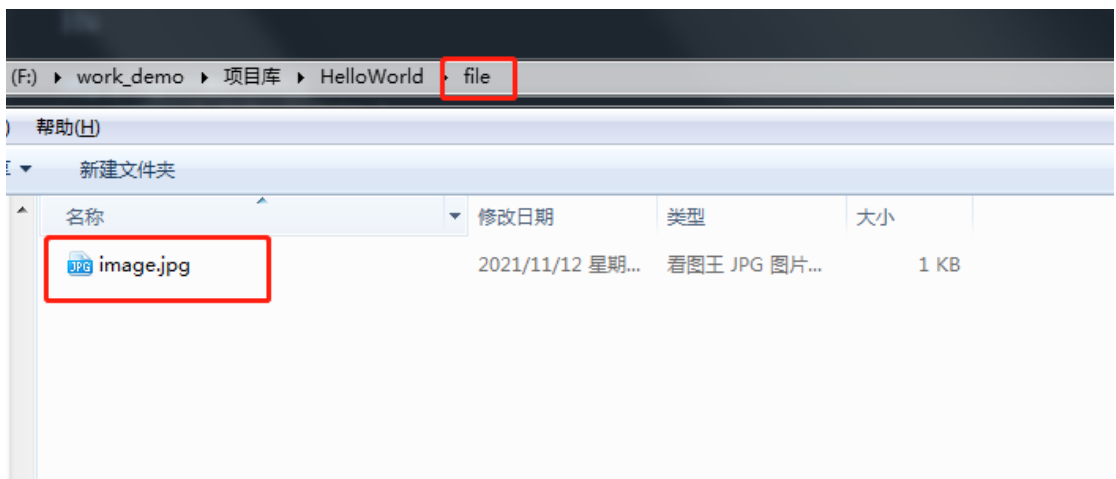 (F:) ▸ work_demo ▸ 项目库 ▸ HelloWorld ▸ file
) 帮助(H)
新建文件夹
名称 修改日期 类型 大小
image.jpg 2021/11/12 星期... 看图王 JPG 图片... 1 KB